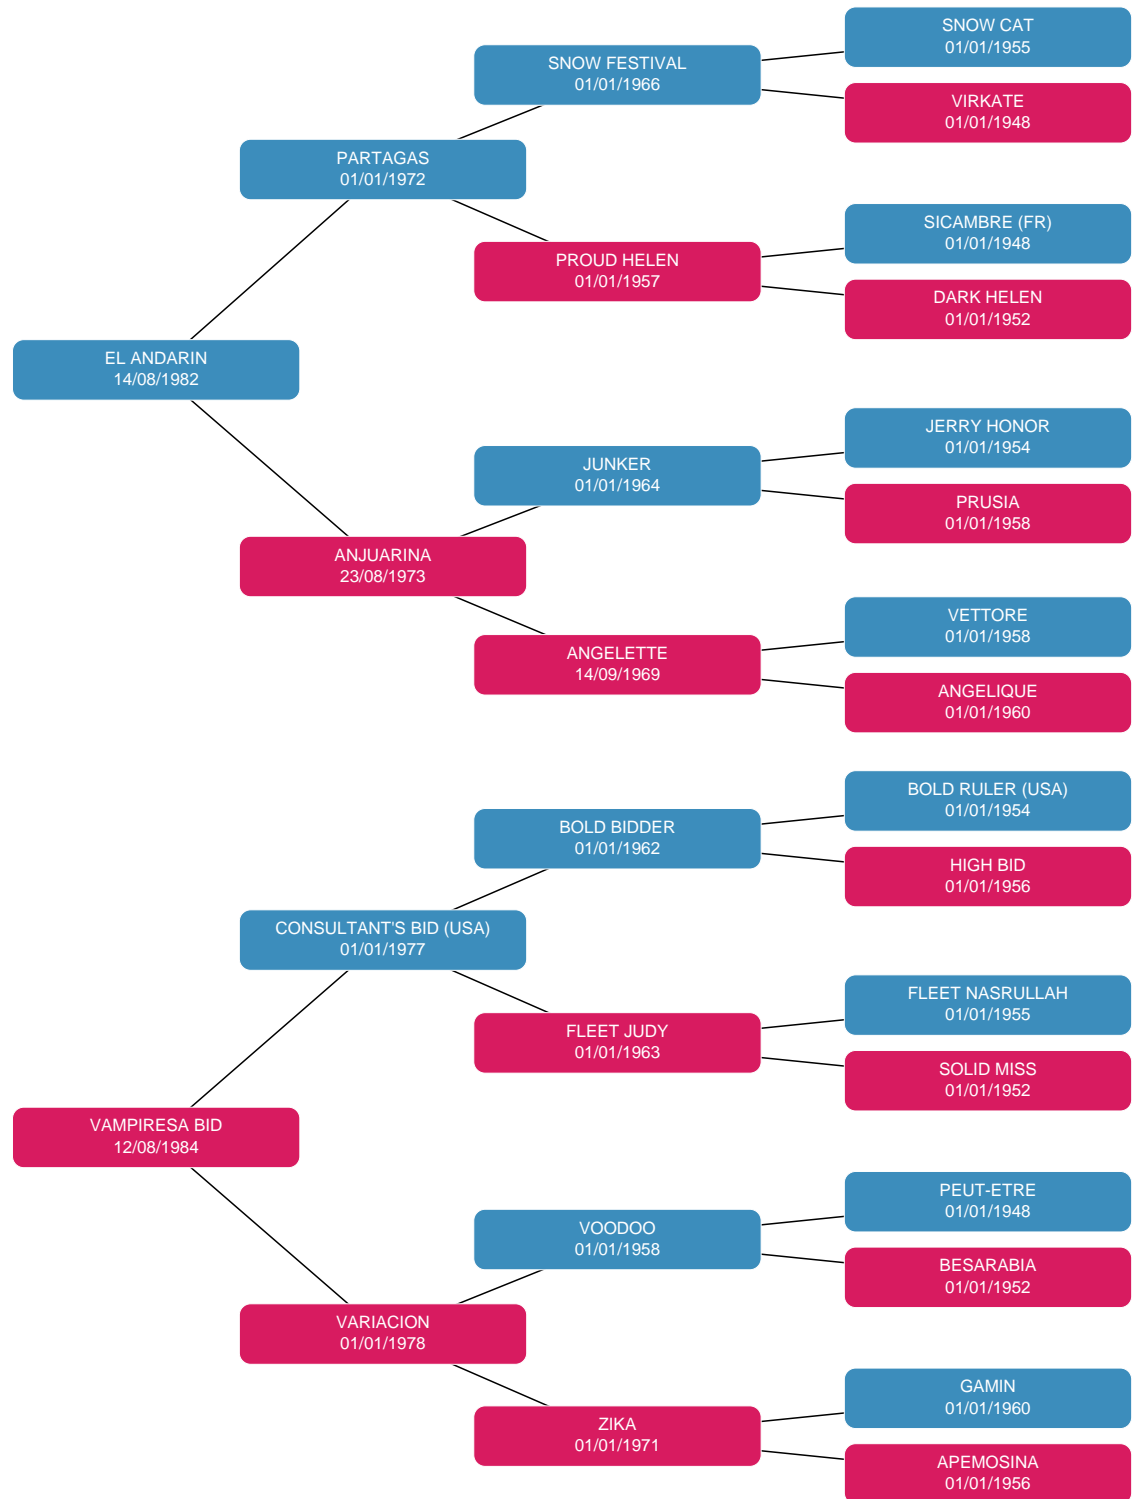 SNOW CAT
01/01/1955
SNOW FESTIVAL
01/01/1966
VIRKATE
01/01/1948
PARTAGAS
01/01/1972
SICAMBRE (FR)
01/01/1948
PROUD HELEN
01/01/1957
DARK HELEN
01/01/1952
EL ANDARIN
14/08/1982
JERRY HONOR
01/01/1954
JUNKER
01/01/1964
PRUSIA
01/01/1958
ANJUARINA
23/08/1973
VETTORE
01/01/1958
ANGELETTE
14/09/1969
ANGELIQUE
01/01/1960
BOLD RULER (USA)
01/01/1954
BOLD BIDDER
01/01/1962
HIGH BID
01/01/1956
CONSULTANT'S BID (USA)
01/01/1977
FLEET NASRULLAH
01/01/1955
FLEET JUDY
01/01/1963
SOLID MISS
01/01/1952
VAMPIRESA BID
12/08/1984
PEUT-ETRE
01/01/1948
VOODOO
01/01/1958
BESARABIA
01/01/1952
VARIACION
01/01/1978
GAMIN
01/01/1960
ZIKA
01/01/1971
APEMOSINA
01/01/1956